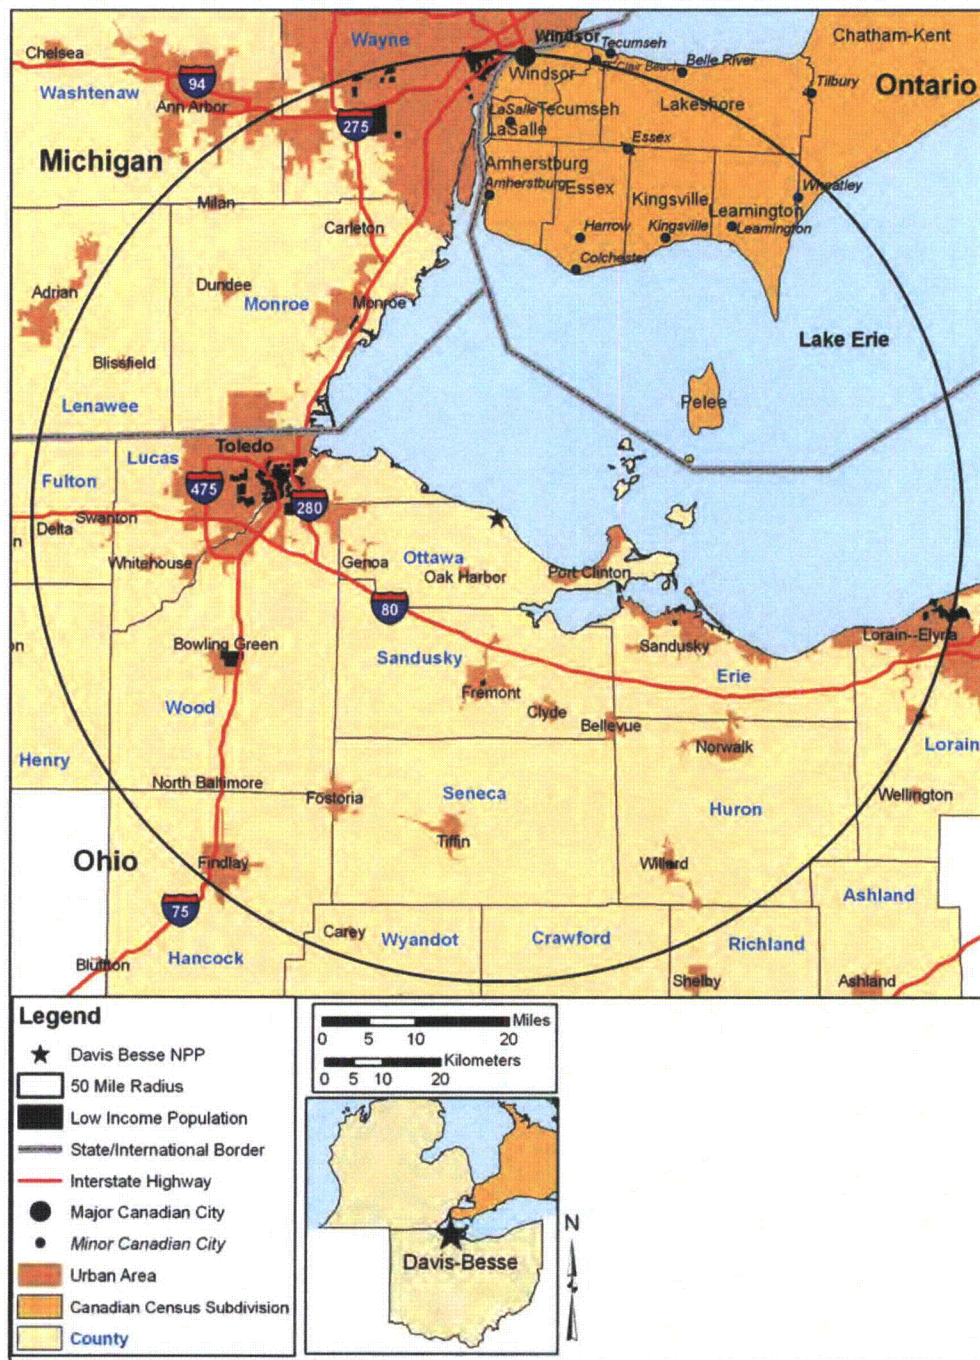 Chelsea
Wayne
Windsor
Tecumseh
Chatham-Kent
Washtenaw
94
Ann Arbor
Windsor
St. Clair Beach
Belle River
Tilbury
Ontario
275
LaSalle
Tecumseh
LaSalle
Lakeshore
Michigan
Essex
Amherstburg
Amherstburg
Essex
Kingsville
Wheatley
Milan
Leamington
Carleton
Harrow
Kingsville
Leamington
Colchester
Adrian
Dundee
Monroe
Monroe
Lake Erie
Blissfield
Lenawee
Pelee
Lucas
Toledo
Fulton
475
280
Delta
Swanton
n
Whitehouse
Genoa
Ottawa
Oak Harbor
Port Clinton
80
on
Bowling Green
Sandusky
Sandusky
Lorain--Elyria
Erie
Fremont
Wood
Clyde
Bellevue
Norwalk
Henry
Lorain
North Baltimore
Fostoria
Seneca
Huron
Wellington
Tiffin
Ohio
Findlay
Willard
75
Ashland
Carey
Wyandot
Crawford
Richland
Hancock
Bluffton
Shelby
Ashland
Legend
Davis Besse NPP
50 Mile Radius
Low Income Population
State/International Border
Interstate Highway
Major Canadian City
Minor Canadian City
Urban Area
Canadian Census Subdivision
County
Miles
0 5 10 20
Kilometers
0 5 10 20
Davis-Besse
N